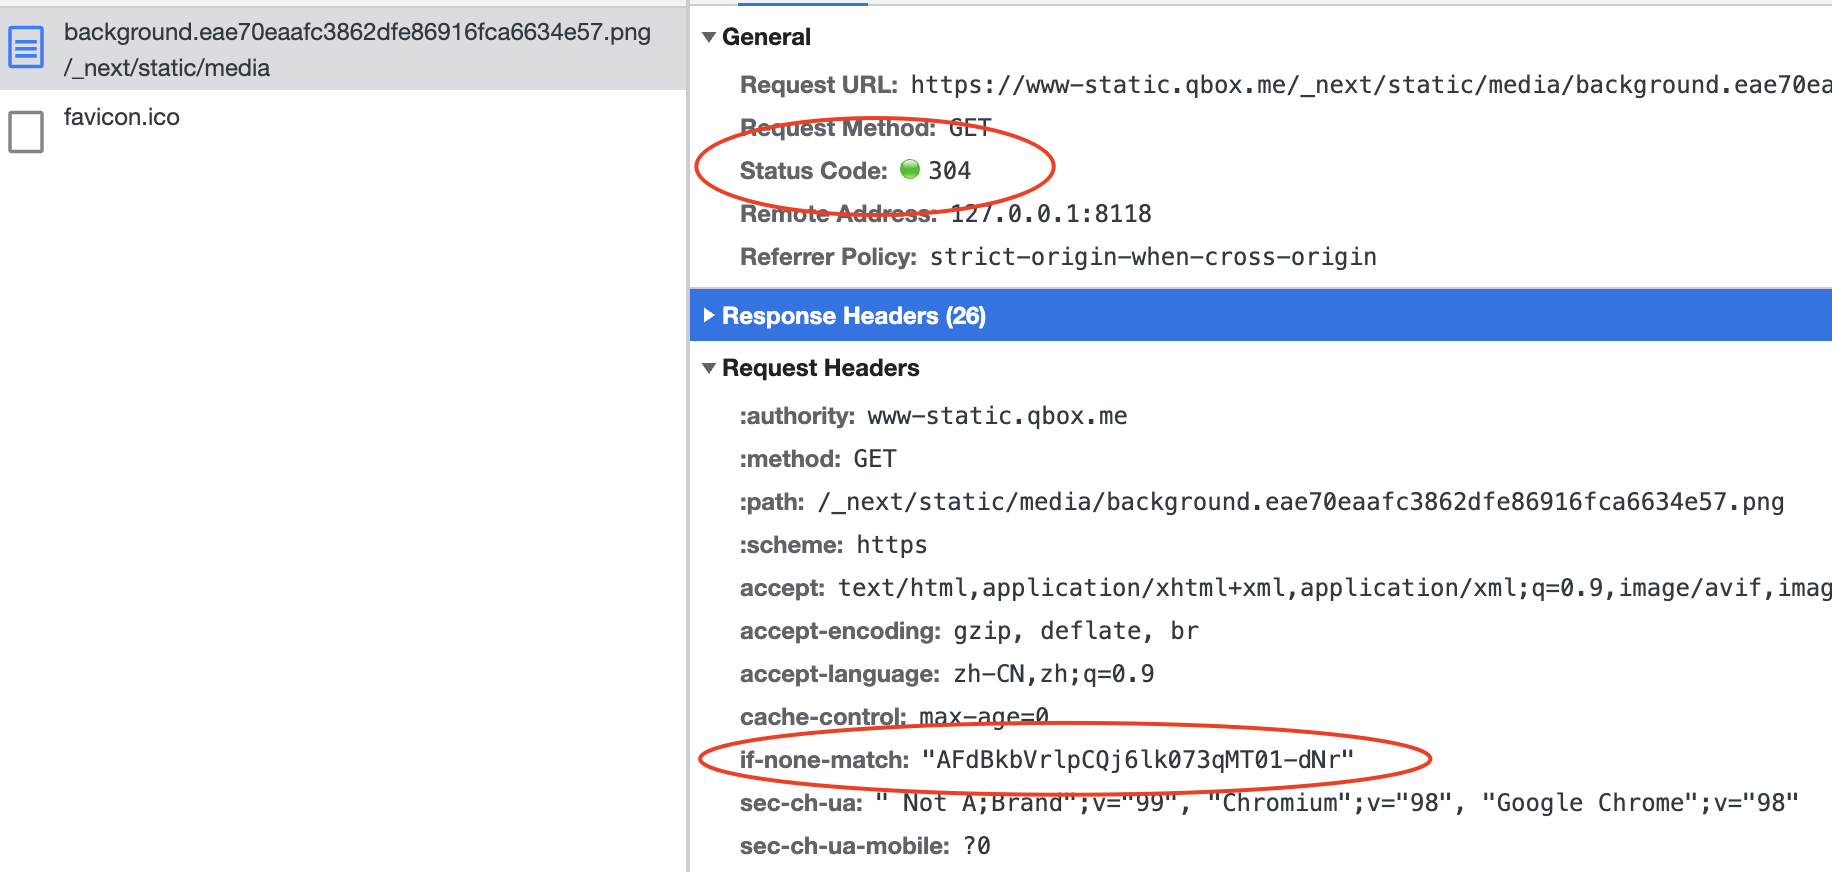 background.eae70eaafc3862dfe86916fca6634e57.png
/_next/static/media
favicon.ico
General
Request URL: https://www-static.qbox.me/_next/static/media/background.eae70ea
Request Method: GET
Status Code: 304
Remote Address: 127.0.0.1:8118
Referrer Policy: strict-origin-when-cross-origin
Response Headers (26)
Request Headers
:authority: www-static.qbox.me
:method: GET
:path: /_next/static/media/background.eae70eaafc3862dfe86916fca6634e57.png
:scheme: https
accept: text/html,application/xhtml+xml,application/xml;q=0.9,image/avif,imag
accept-encoding: gzip, deflate, br
accept-language: zh-CN,zh;q=0.9
cache-control: max-age=0
if-none-match: "AFdBkbVrlpCQj6lk073qMT01-dNr"
sec-ch-ua: " Not A;Brand";v="99", "Chromium";v="98", "Google Chrome";v="98"
sec-ch-ua-mobile: ?0